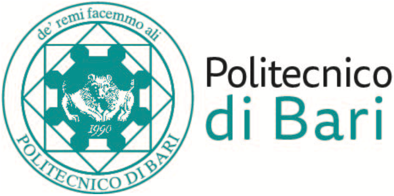 de' remi facemmo ali
1990
POLITECNICO DI BARI
Politecnico
di Bari